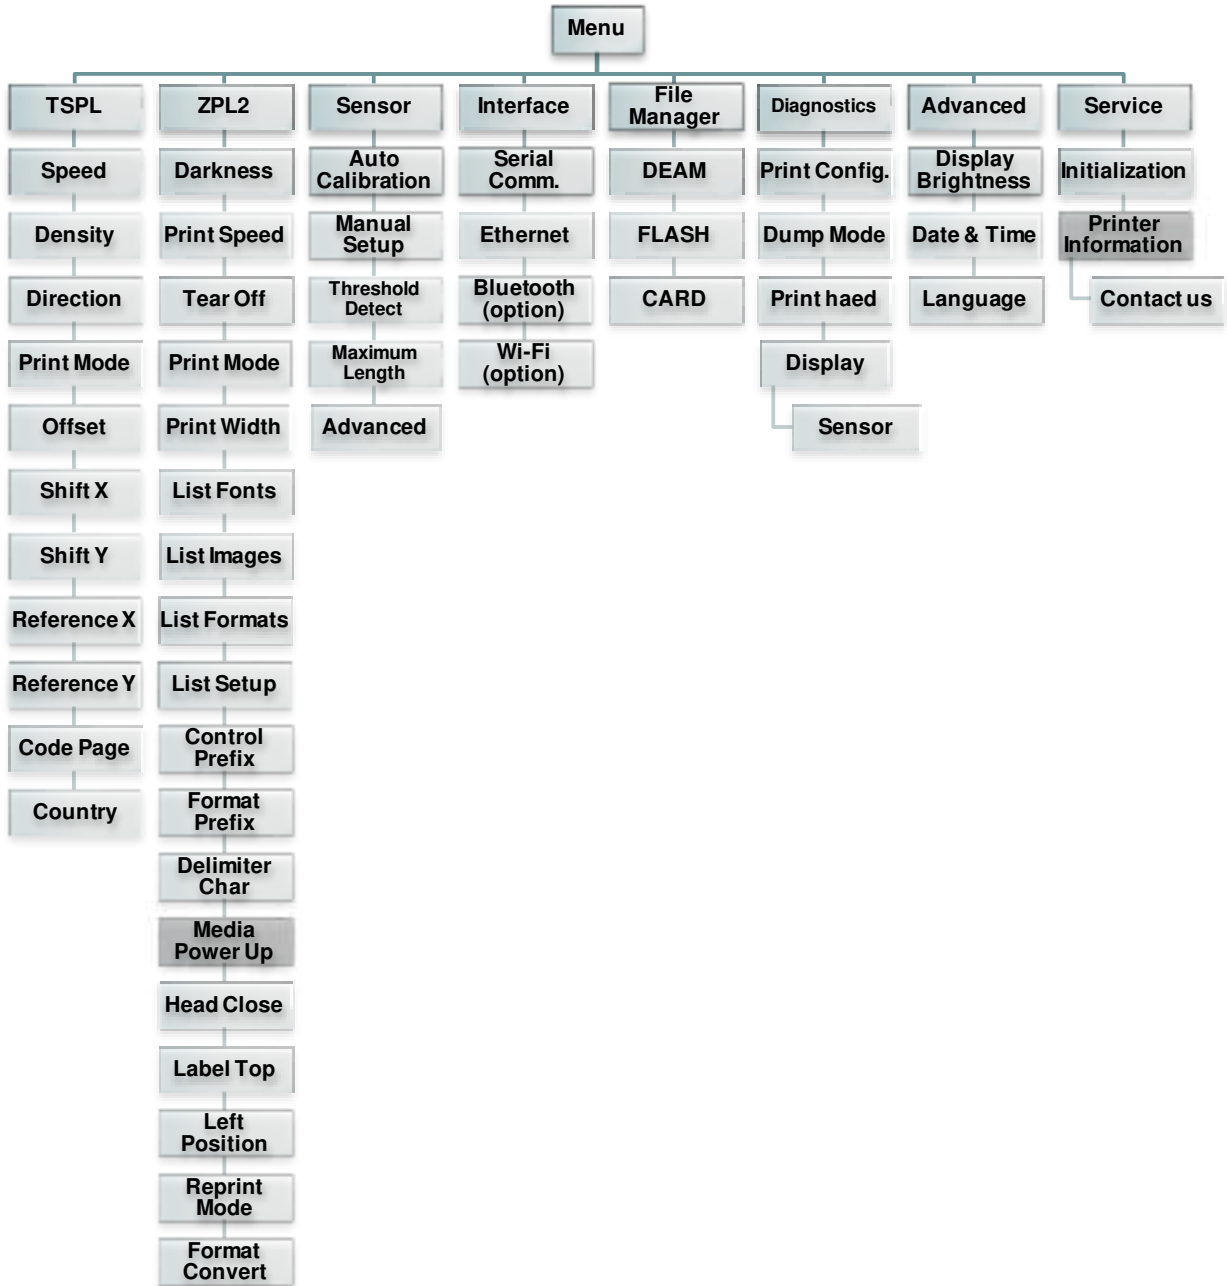 Menu
TSPL
Speed
Density
Direction
Print Mode
Offset
Shift X
Shift Y
Reference X
Reference Y
Code Page
Country
ZPL2
Darkness
Print Speed
Tear Off
Print Mode
Print Width
List Fonts
List Images
List Formats
List Setup
Control
Prefix
Format
Prefix
Delimiter
Char
Media
Power Up
Head Close
Label Top
Left
Position
Reprint
Mode
Format
Convert
Sensor
Auto
Calibration
Manual
Setup
Threshold
Detect
Maximum
Length
Advanced
Interface
Serial
Comm.
Ethernet
Bluetooth
(option)
Wi-Fi
(option)
File
Manager
DEAM
FLASH
CARD
Diagnostics
Print Config.
Dump Mode
Print haed
Display
Sensor
Advanced
Display
Brightness
Date & Time
Language
Service
Initialization
Printer
Information
Contact us